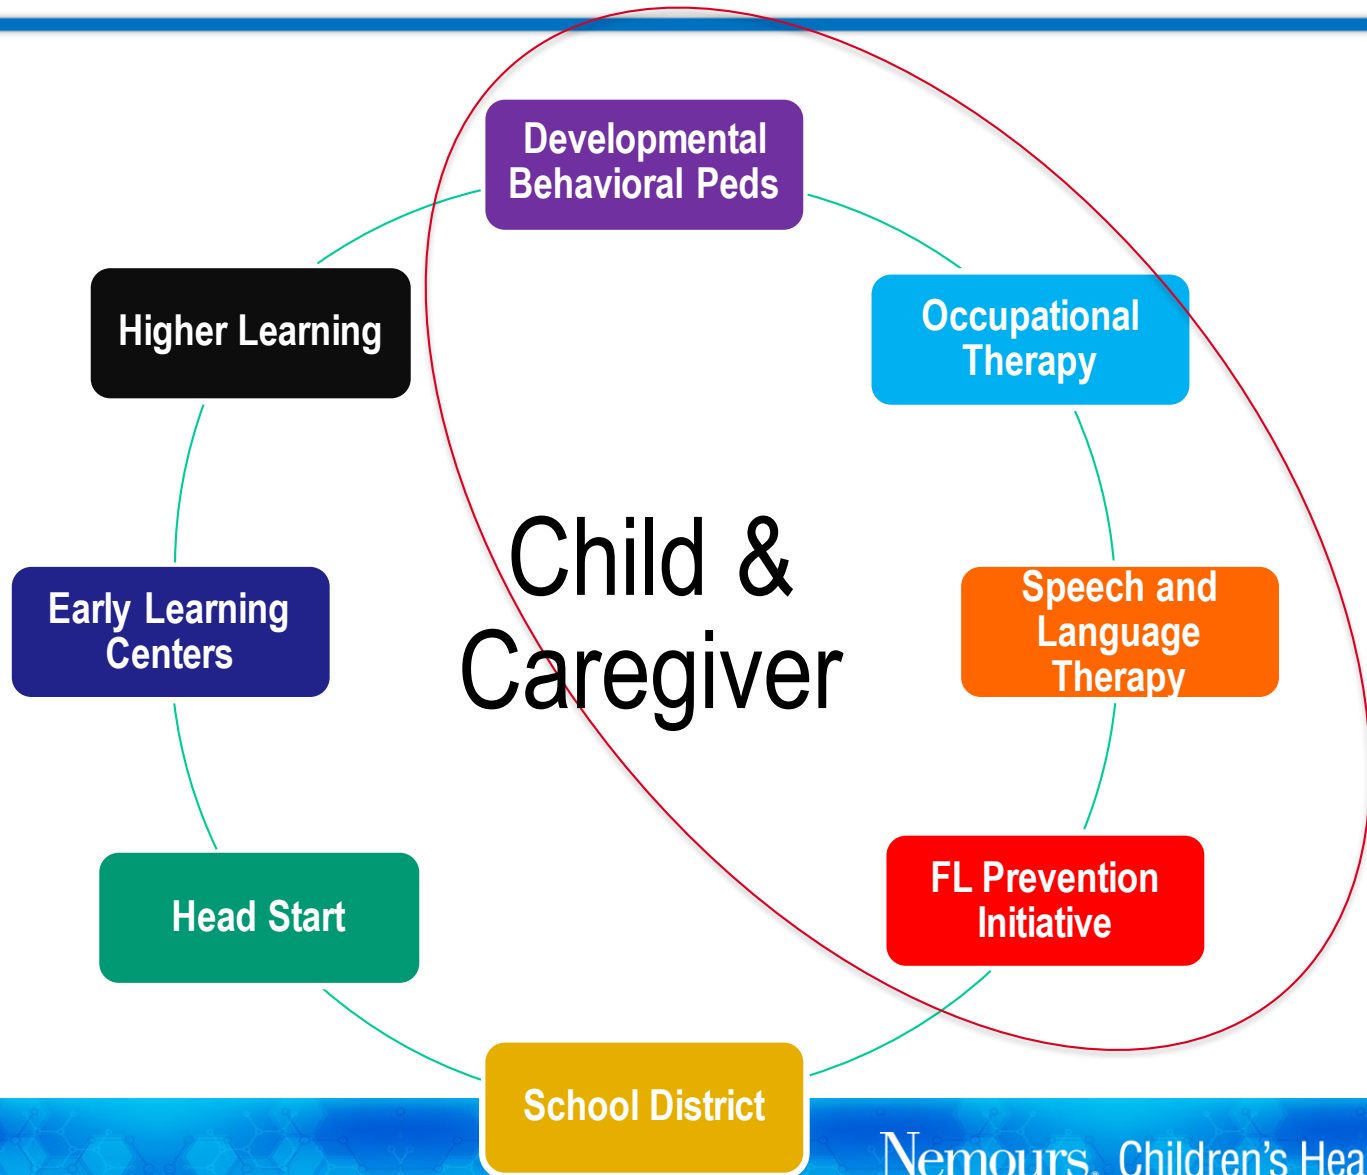 Developmental
Behavioral Peds
Higher Learning
Occupational
Therapy
Child &
Caregiver
Early Learning
Centers
Speech and
Language
Therapy
Head Start
FL Prevention
Initiative
School District
Nemours. Children's Hea